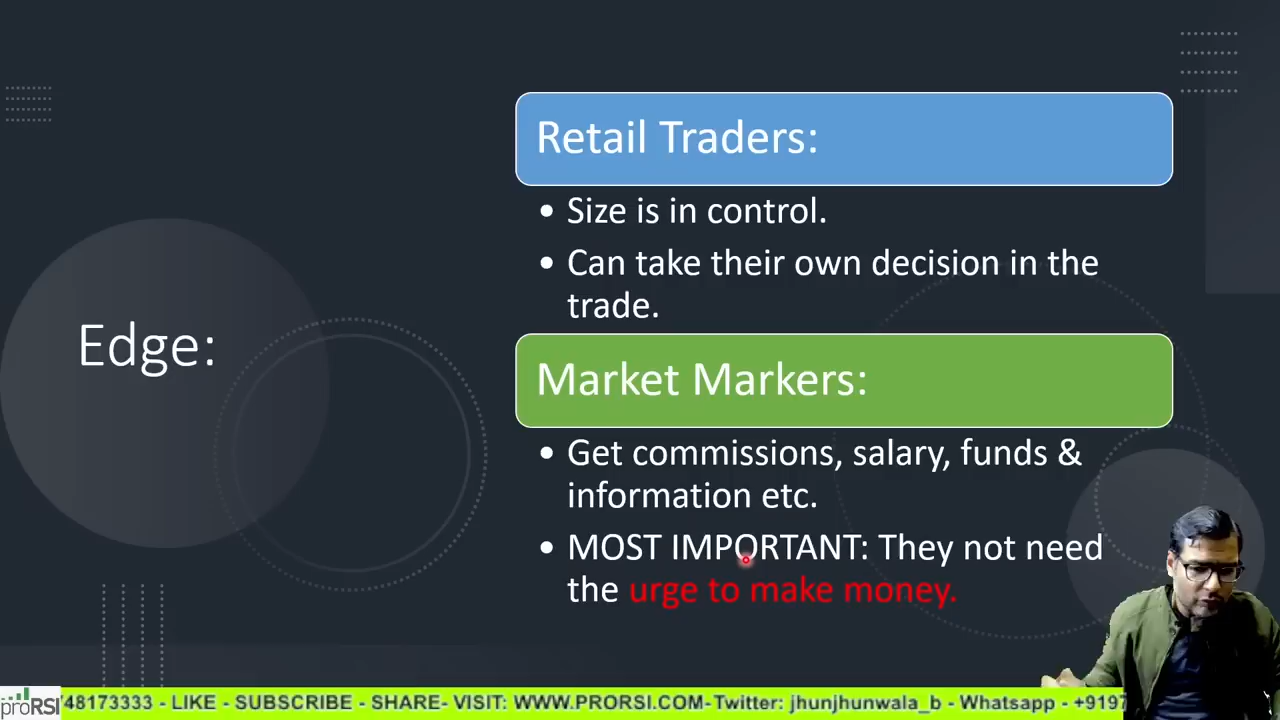 Retail Traders:
• Size is in control.
• Can take their own decision in the
trade.
Edge:
Market Markers:
• Get commissions, salary, funds &
information etc.
• MOST IMPORTANT: They not need
the urge to make money.
proRSI
48173333 - LIKE - SUBSCRIBE - SHARE- VISIT: WWW.PRORSI.COM-Twitter: jhunjhunwala_b - Whatsapp - +9197